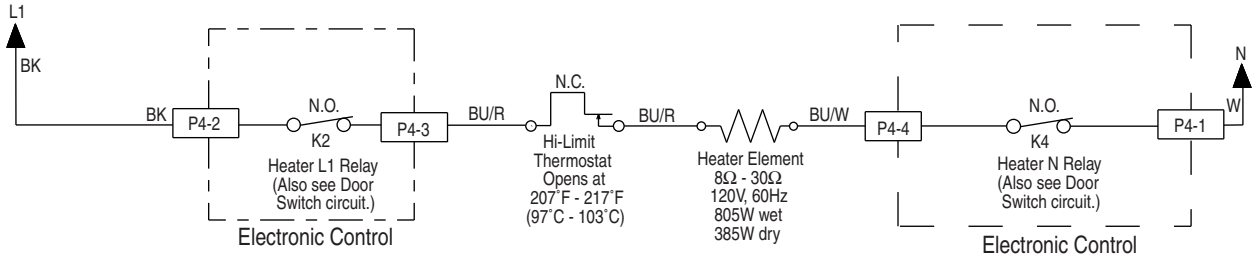 L1
BK
BK
P4-2
N.O.
K2
Heater L1 Relay
(Also see Door
Switch circuit.)
P4-3
Electronic Control
BU/R
N.C.
Hi-Limit
Thermostat
Opens at
207˚F - 217˚F
(97˚C - 103˚C)
BU/R
Heater Element
8Ω - 30Ω
120V, 60Hz
805W wet
385W dry
BU/W
P4-4
N.O.
K4
Heater N Relay
(Also see Door
Switch circuit.)
P4-1
Electronic Control
W
N